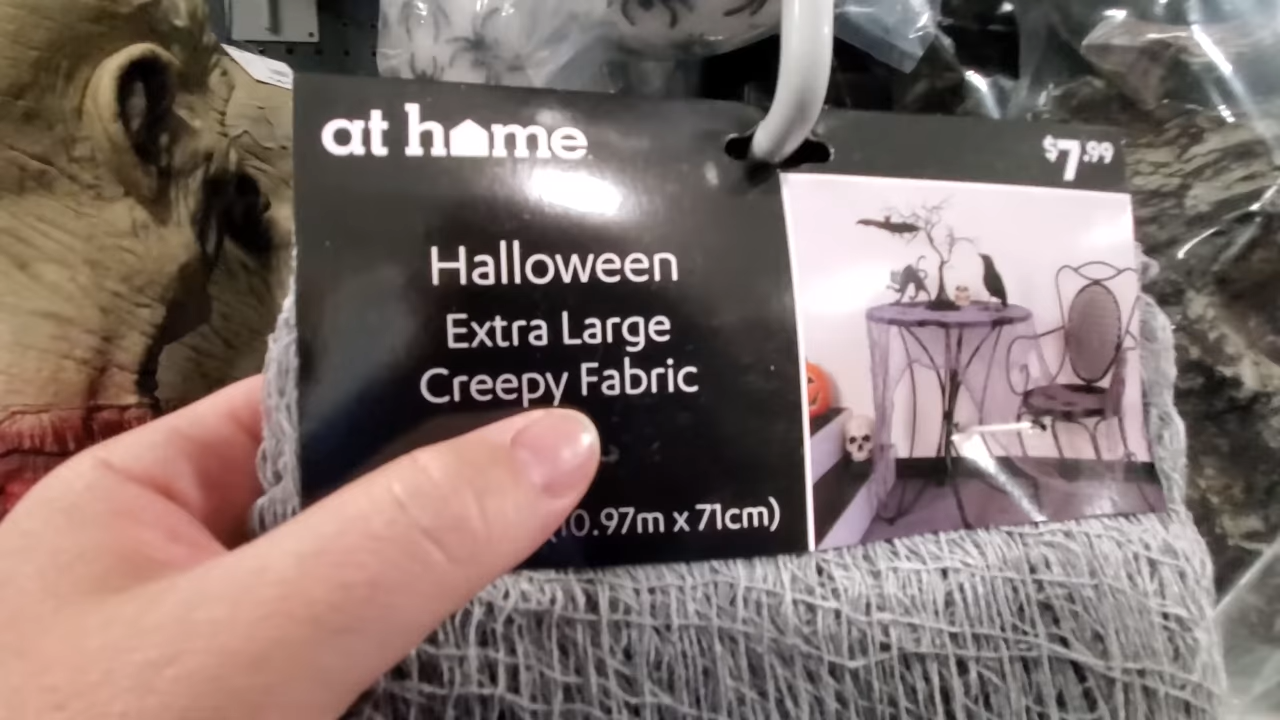 at home
$7.99
Halloween
Extra Large
Creepy Fabric
(10.97m x 71cm)